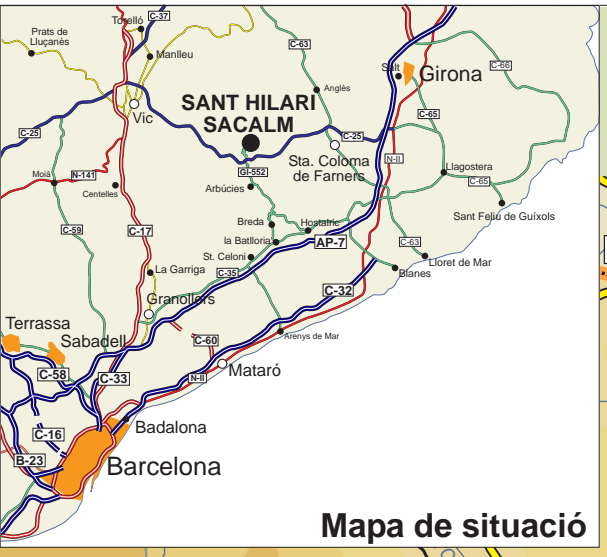 C-37
Torelló
Prats de
Lluçanès
Manlleu
C-63
Salt
Girona
C-66
Anglès
SANT HILARI
SACALM
Vic
C-65
C-25
C-25
Sta. Coloma
de Farners
N-II
Moià
N-141
GI-552
Llagostera
C-65
Centelles
Arbúcies
Sant Feliu de Guíxols
C-59
C-17
Breda
Hostalric
la Batllòria
AP-7
C-63
St. Celoni
Lloret de Mar
La Garriga
C-35
Blanes
C-32
Granollers
Terrassa
Sabadell
C-60
Arenys de Mar
C-58
C-33
N-II
Mataró
Badalona
C-16
B-23
Barcelona
Mapa de situació